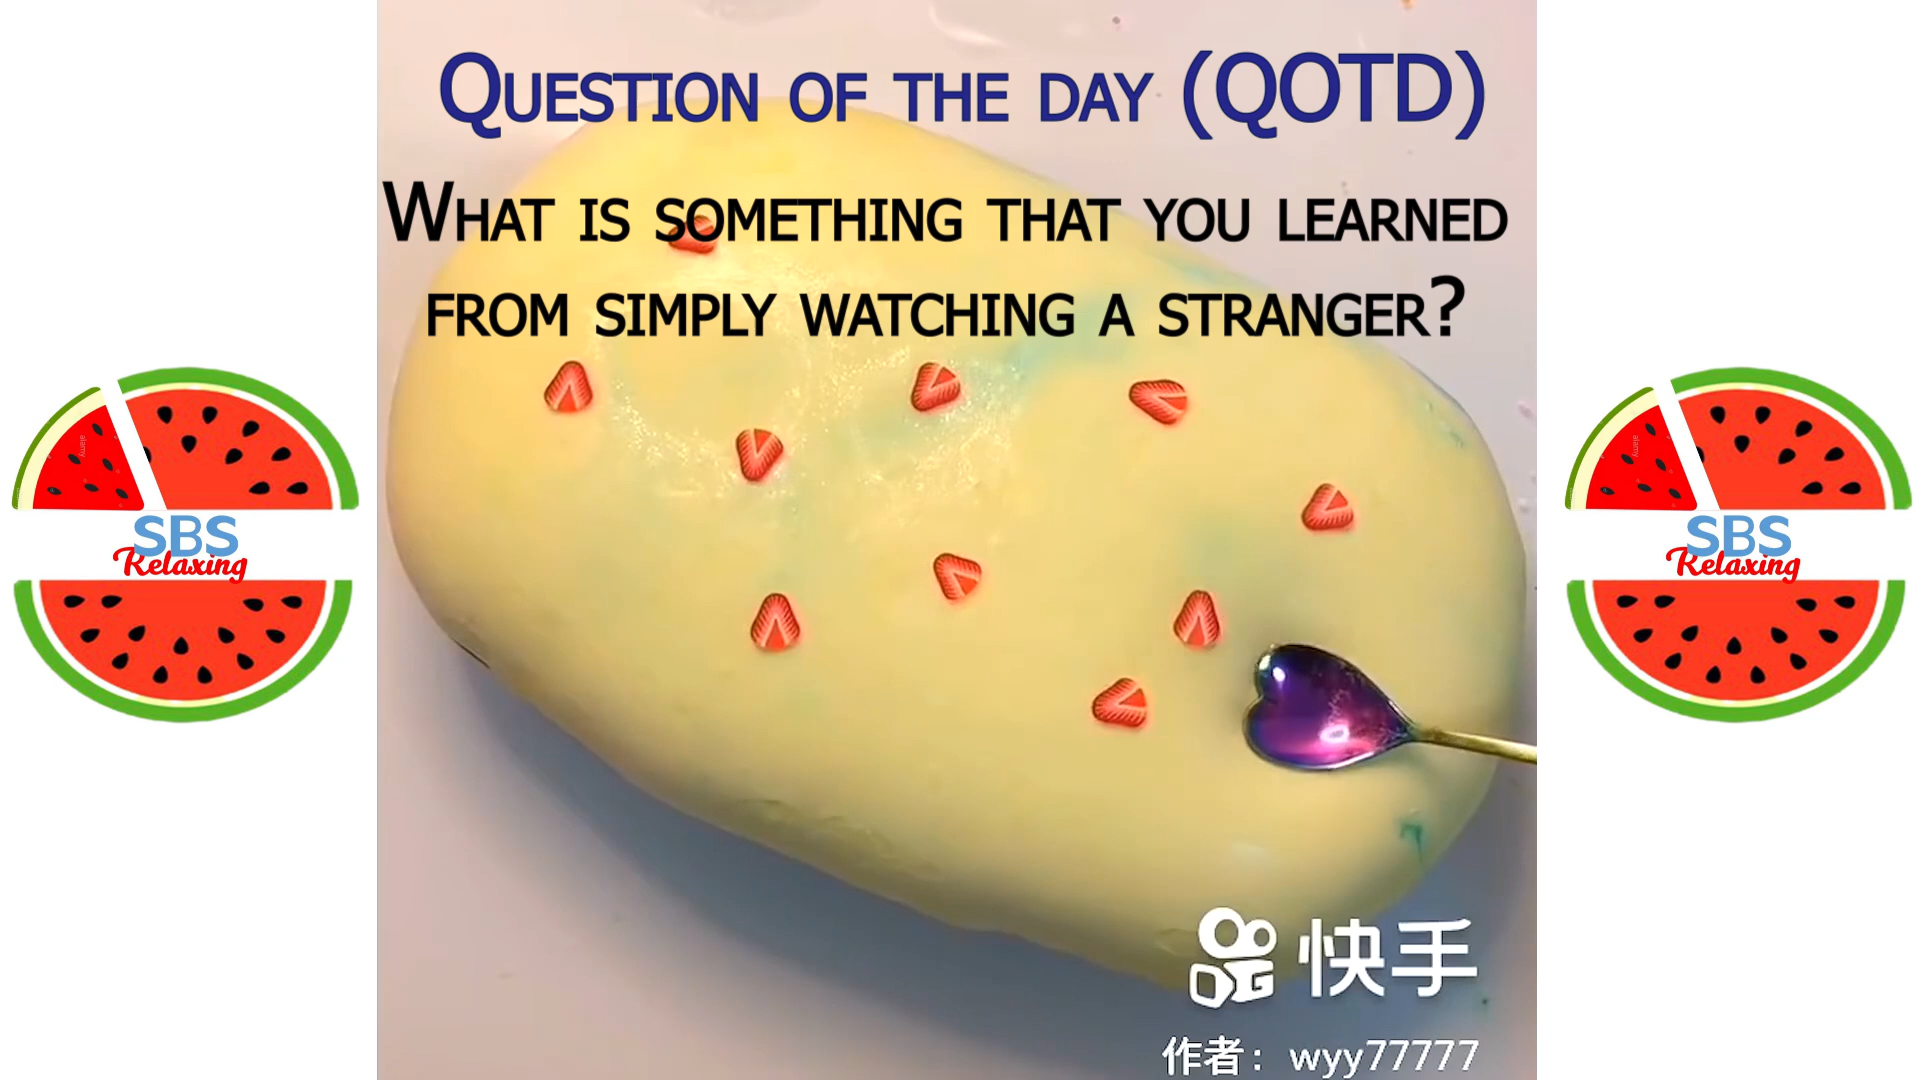 Question of the day (QOTD)
What is something that you learned
from simply watching a stranger?
SBS
Relaxing
SBS
Relaxing
快手
作者: wyy77777